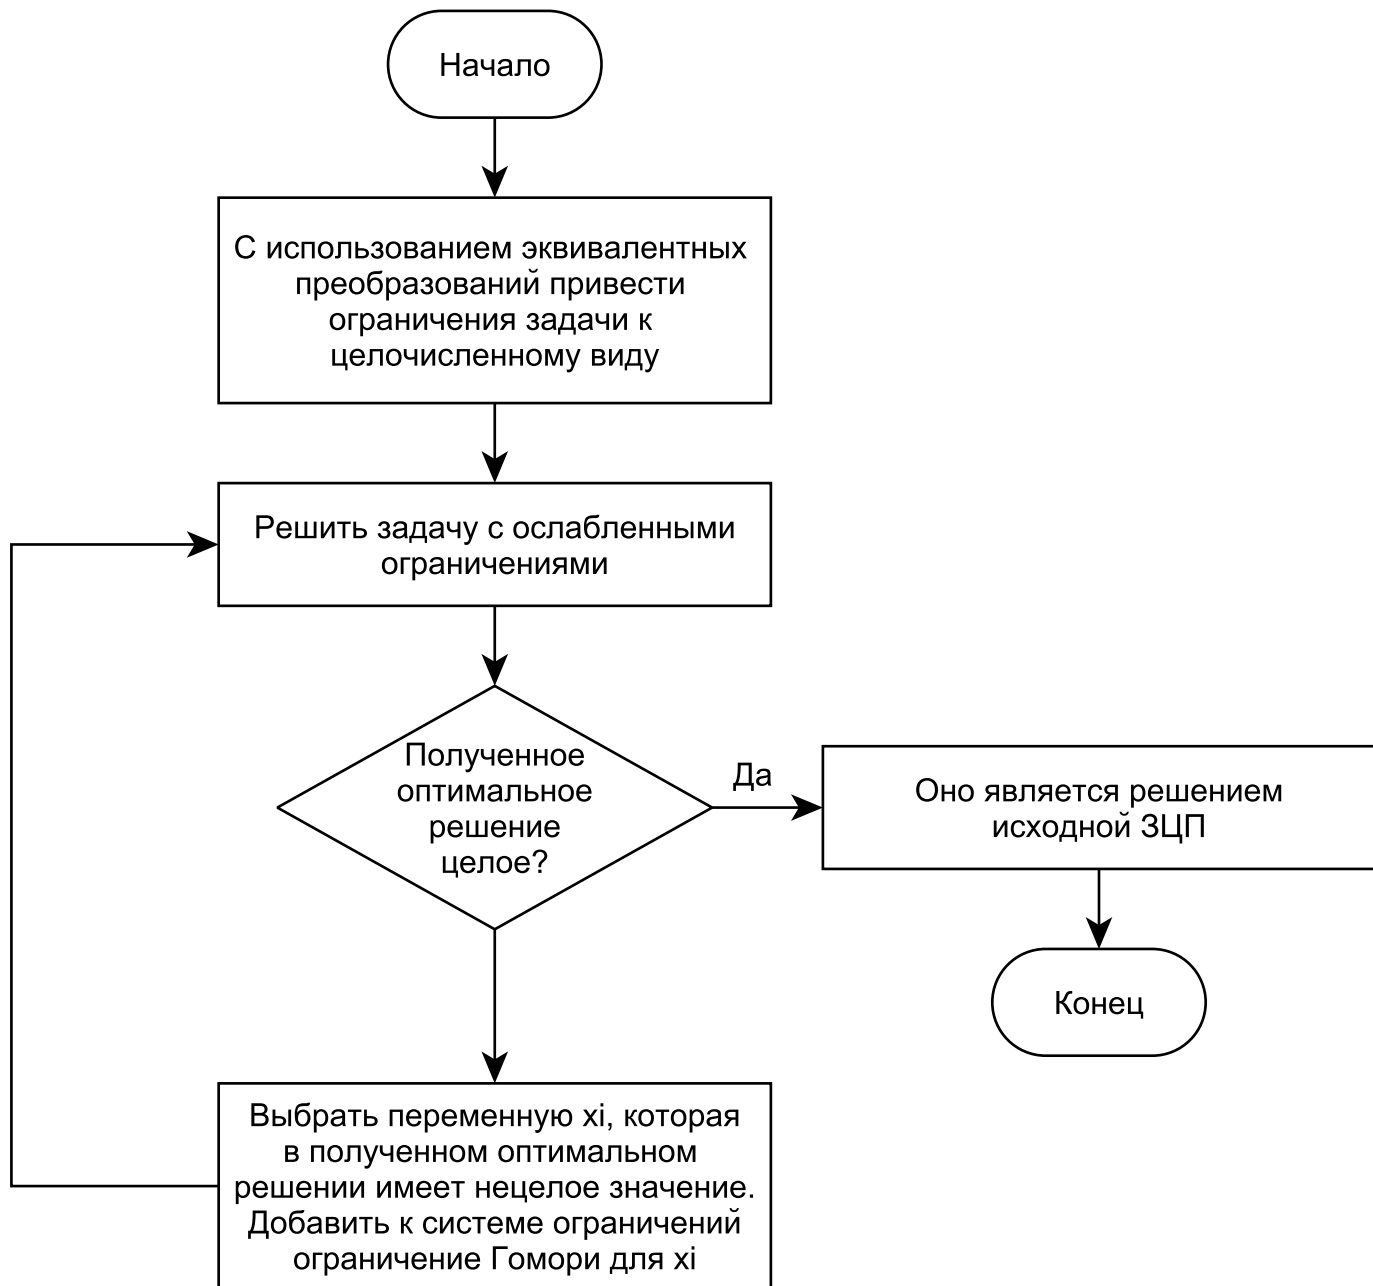 Начало
С использованием эквивалентных
преобразований привести
ограничения задачи к
целочисленному виду
Решить задачу с ослабленными
ограничениями
Полученное
оптимальное
решение
целое?
Да
Оно является решением
исходной ЗЦП
Конец
Выбрать переменную xi, которая
в полученном оптимальном
решении имеет нецелое значение.
Добавить к системе ограничений
ограничение Гомори для xi